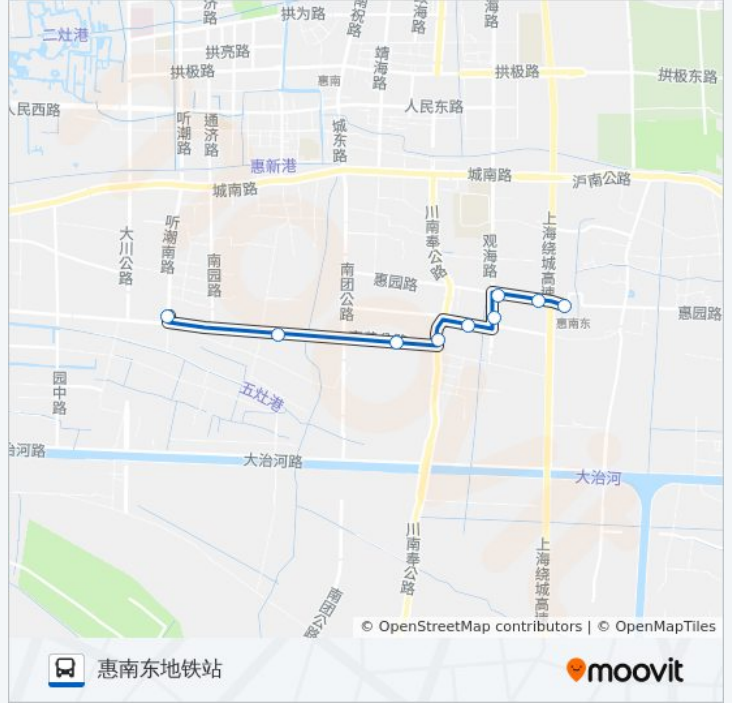 济路
拱为路
南祝路
东海路
海路
二灶港
拱亮路
靖海路
拱极路
惠南
拱极路
拱极东路
人民西路
人民东路
听潮路
通济路
城东路
惠新港
城南路
城南路
沪南公路
大川公路
听潮南路
南园路
南团公路
惠园路
川南奉公路
观海路
上海绕城高速
惠园路
惠南东
园中路
五灶港
治河路
大治河路
大治河
川南奉公路
上海绕城高速
南团公路
© OpenStreetMap contributors | © OpenMapTiles
惠南东地铁站
moovit